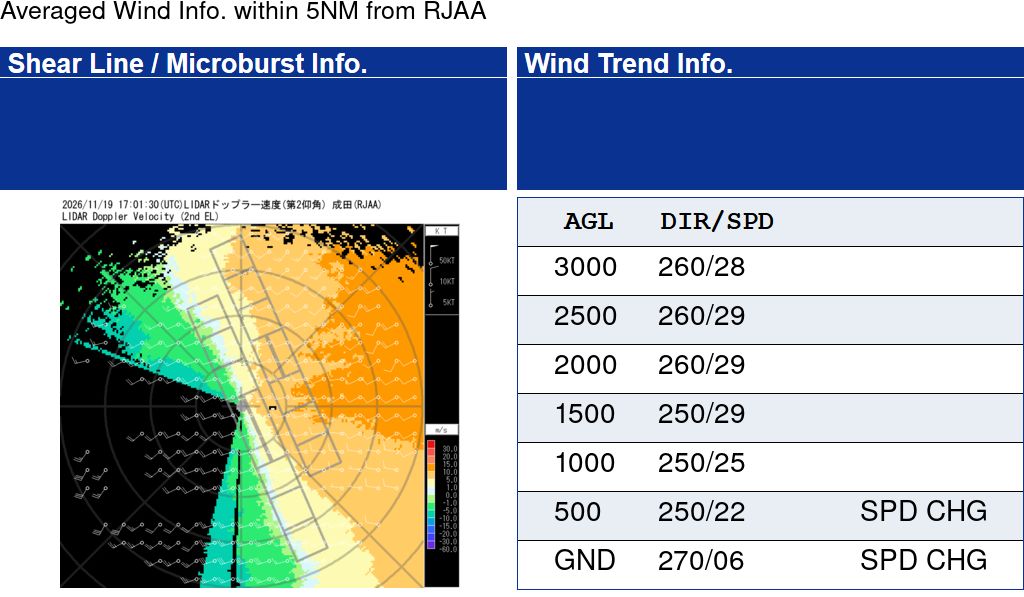 Averaged Wind Info. within 5NM from RJAA
Shear Line / Microburst Info.
Wind Trend Info.
2026/11/19 17:01:30(UTC)LIDARドップラー速度(第2仰角) 成田(RJAA)
LIDAR Doppler Velocity (2nd EL)
KT
50KT
10KT
5KT
m/s
30.0
20.0
15.0
10.0
5.0
1.0
0.0
-1.0
-5.0
-10.0
-15.0
-20.0
-30.0
-60.0
AGL DIR/SPD
3000 260/28
2500 260/29
2000 260/29
1500 250/29
1000 250/25
500 250/22 SPD CHG
GND 270/06 SPD CHG